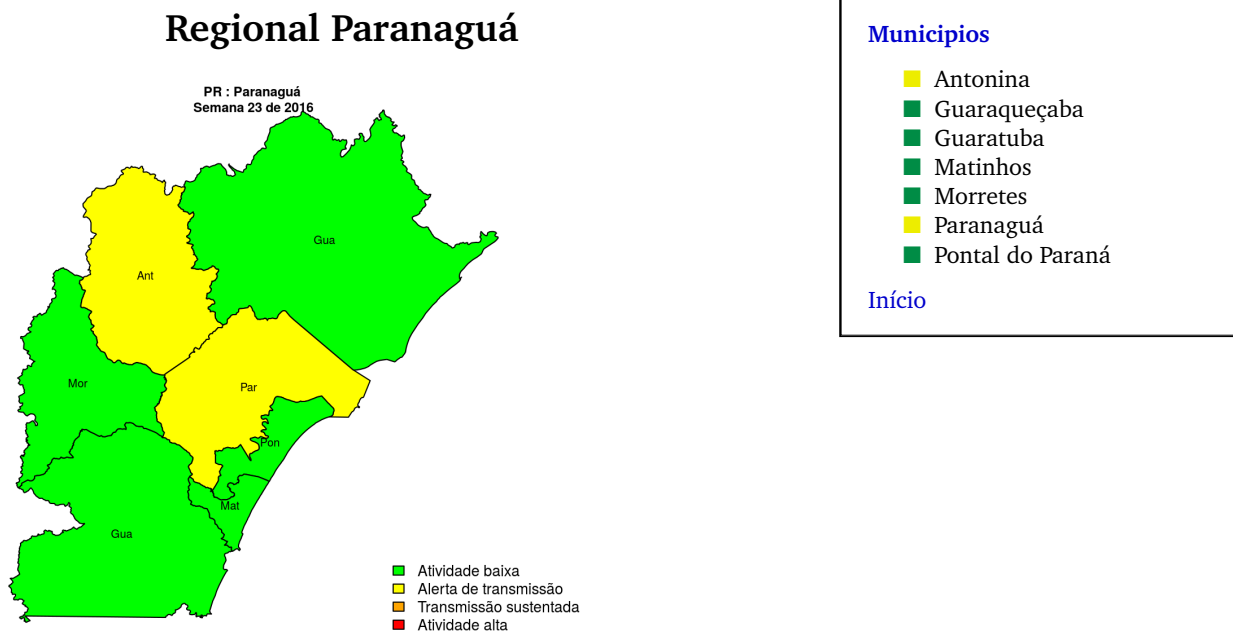 Regional Paranaguá
PR : Paranaguá
Semana 23 de 2016
Gua
Ant
Mor
Par
Pon
Mat
Gua
Atividade baixa
Alerta de transmissão
Transmissão sustentada
Atividade alta
Municipios
Antonina
Guaraqueçaba
Guaratuba
Matinhos
Morretes
Paranaguá
Pontal do Paraná
Início